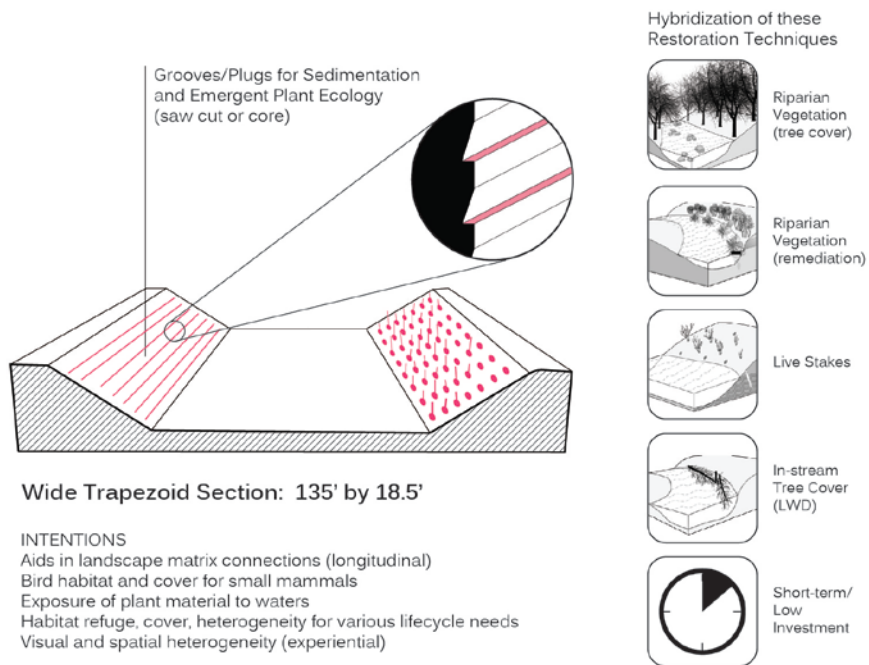 Grooves/Plugs for Sedimentation
and Emergent Plant Ecology
(saw cut or core)
Wide Trapezoid Section: 135' by 18.5'
INTENTIONS
Aids in landscape matrix connections (longitudinal)
Bird habitat and cover for small mammals
Exposure of plant material to waters
Habitat refuge, cover, heterogeneity for various lifecycle needs
Visual and spatial heterogeneity (experiential)
Hybridization of these
Restoration Techniques
Riparian
Vegetation
(tree cover)
Riparian
Vegetation
(remediation)
Live Stakes
In-stream
Tree Cover
(LWD)
Short-term/
Low
Investment